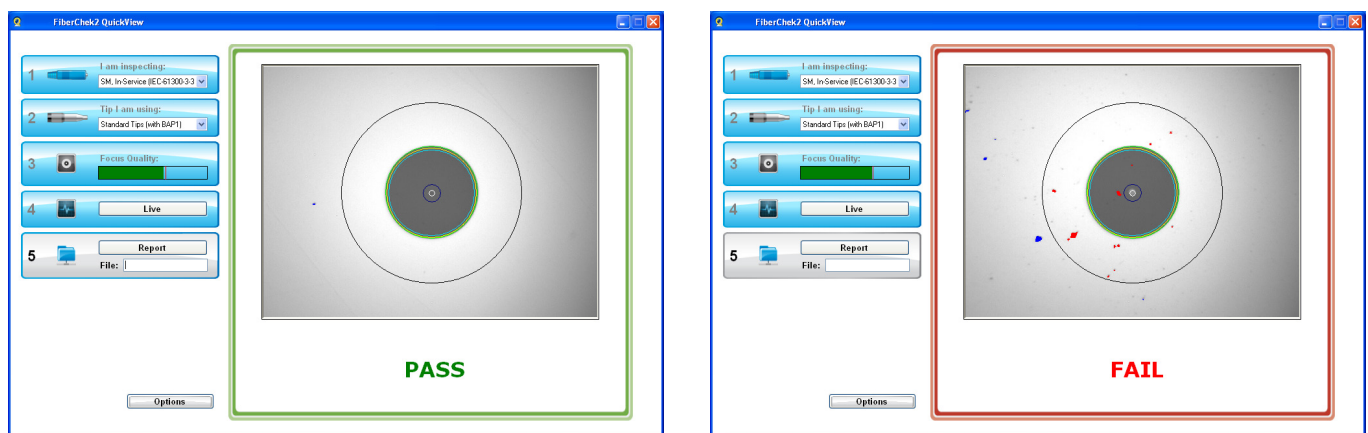 FiberChek2 QuickView
1
I am inspecting:
SM, In-Service (IEC-61300-3-3
2
Tip I am using:
Standard Tips (with BAP1)
3
Focus Quality:
4
Live
5
Report
File:
PASS
Options
FiberChek2 QuickView
1
I am inspecting:
SM, In-Service (IEC-61300-3-3
2
Tip I am using:
Standard Tips (with BAP1)
3
Focus Quality:
4
Live
5
Report
File:
FAIL
Options